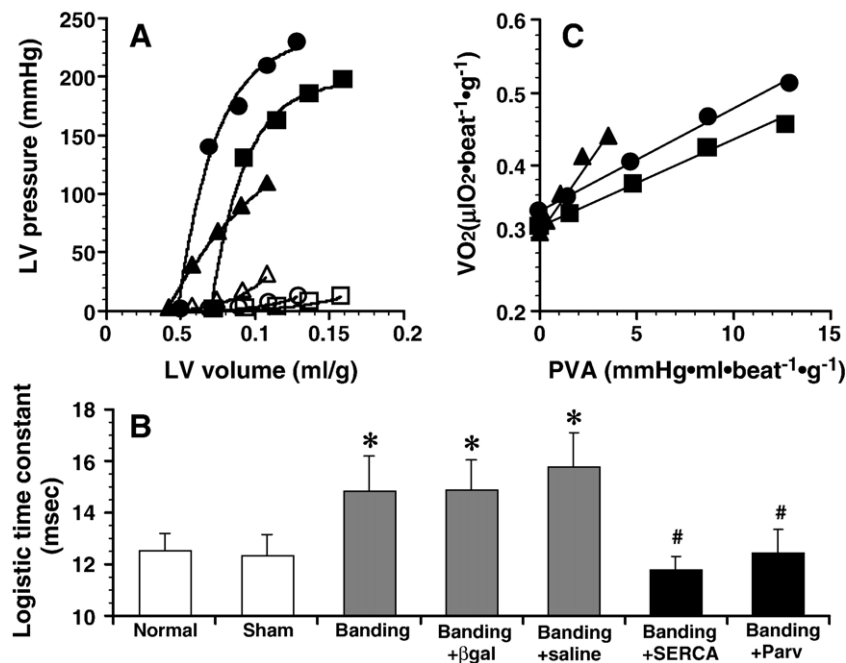 A
LV pressure (mmHg)
250
200
150
100
50
0
0
0.5
0.1
0.15
0.2
LV volume (ml/g)
C
VO₂(μlO₂•beat⁻¹•g⁻¹)
0.6
0.5
0.4
0.3
0.2
0
5
10
15
PVA (mmHg•ml•beat⁻¹•g⁻¹)
B
Logistic time constant
(msec)
18
16
14
12
10
*
*
*
#
#
Normal
Sham
Banding
Banding
+βgal
Banding
+saline
Banding
+SERCA
Banding
+Parv